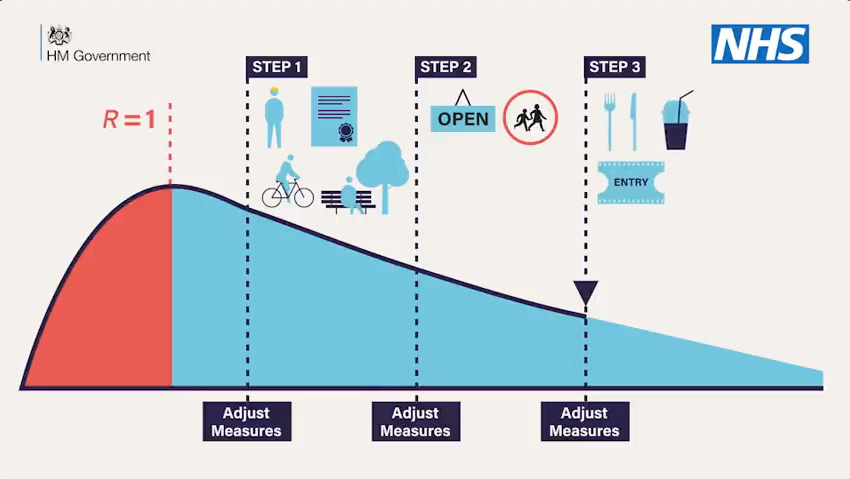 HM Government
NHS
STEP 1
STEP 2
STEP 3
R=1
OPEN
ENTRY
Adjust
Measures
Adjust
Measures
Adjust
Measures